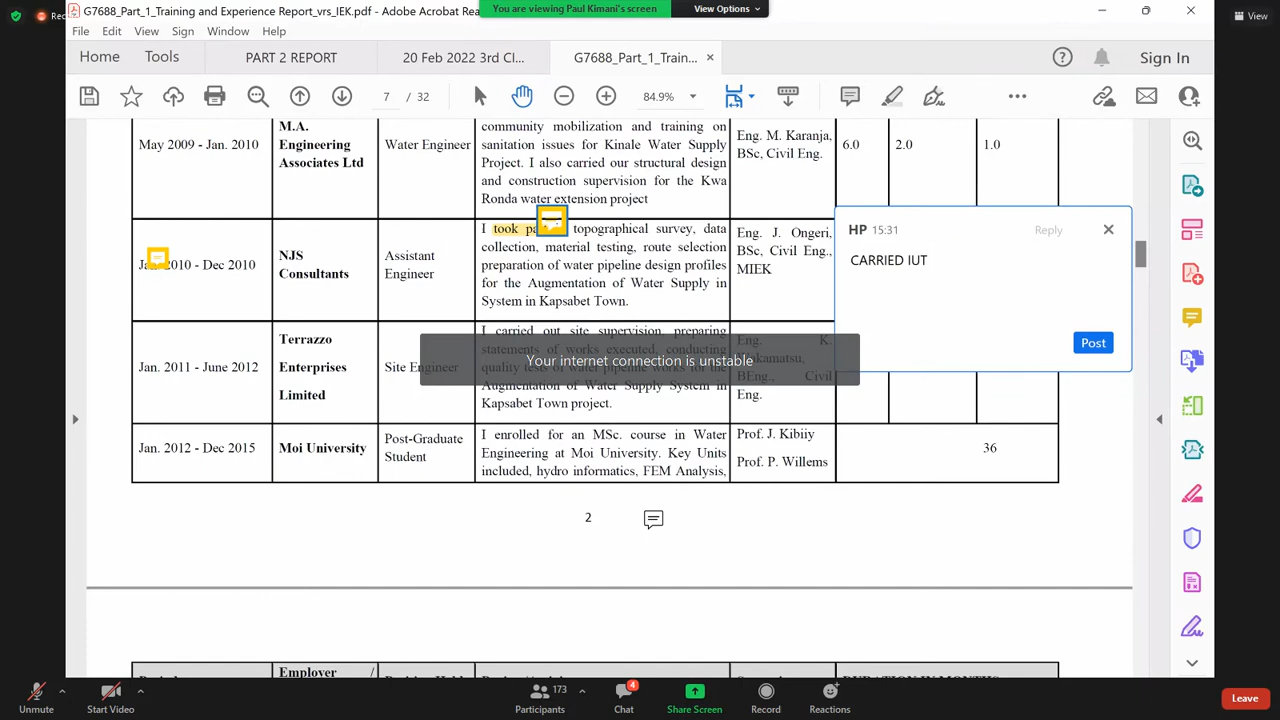 G7688_Part_1_Training and Experience Report_vrs_IEK.pdf - Adobe Acrobat Rea
You are viewing Paul Kimani's screen
View Options
Rec
View
File Edit View Sign Window Help
Home Tools PART 2 REPORT 20 Feb 2022 3rd Cl... G7688_Part_1_Train...
Sign In
7 / 32 84.9%
May 2009 - Jan. 2010
M.A.
Engineering
Associates Ltd
Water Engineer
community mobilization and training on
sanitation issues for Kinale Water Supply
Project. I also carried our structural design
and construction supervision for the Kwa
Ronda water extension project
Eng. M. Karanja,
BSc, Civil Eng.
6.0 2.0 1.0
2010 - Dec 2010
NJS
Consultants
Assistant
Engineer
I took topographical survey, data
collection, material testing, route selection
preparation of water pipeline design profiles
for the Augmentation of Water Supply in
System in Kapsabet Town.
Eng. J. Ongeri,
BSc, Civil Eng.,
MIEK
HP 15:31 Reply
CARRIED IUT
Post
Jan. 2011 - June 2012
Terrazzo
Enterprises
Limited
Site Engineer
I carried out site supervision, preparing
statements of works executed, conducting
quality tests of water pipeline works for the
Augmentation of Water Supply System in
Kapsabet Town project.
Eng. K.
Nakamatsu,
BEng., Civil
Eng.
Your internet connection is unstable
Jan. 2012 - Dec 2015
Moi University
Post-Graduate
Student
I enrolled for an MSc. course in Water
Engineering at Moi University. Key Units
included, hydro informatics, FEM Analysis,
Prof. J. Kibiiy
Prof. P. Willems
36
2
Employer /
Unmute Start Video Participants 173 Chat 4 Share Screen Record Reactions Leave